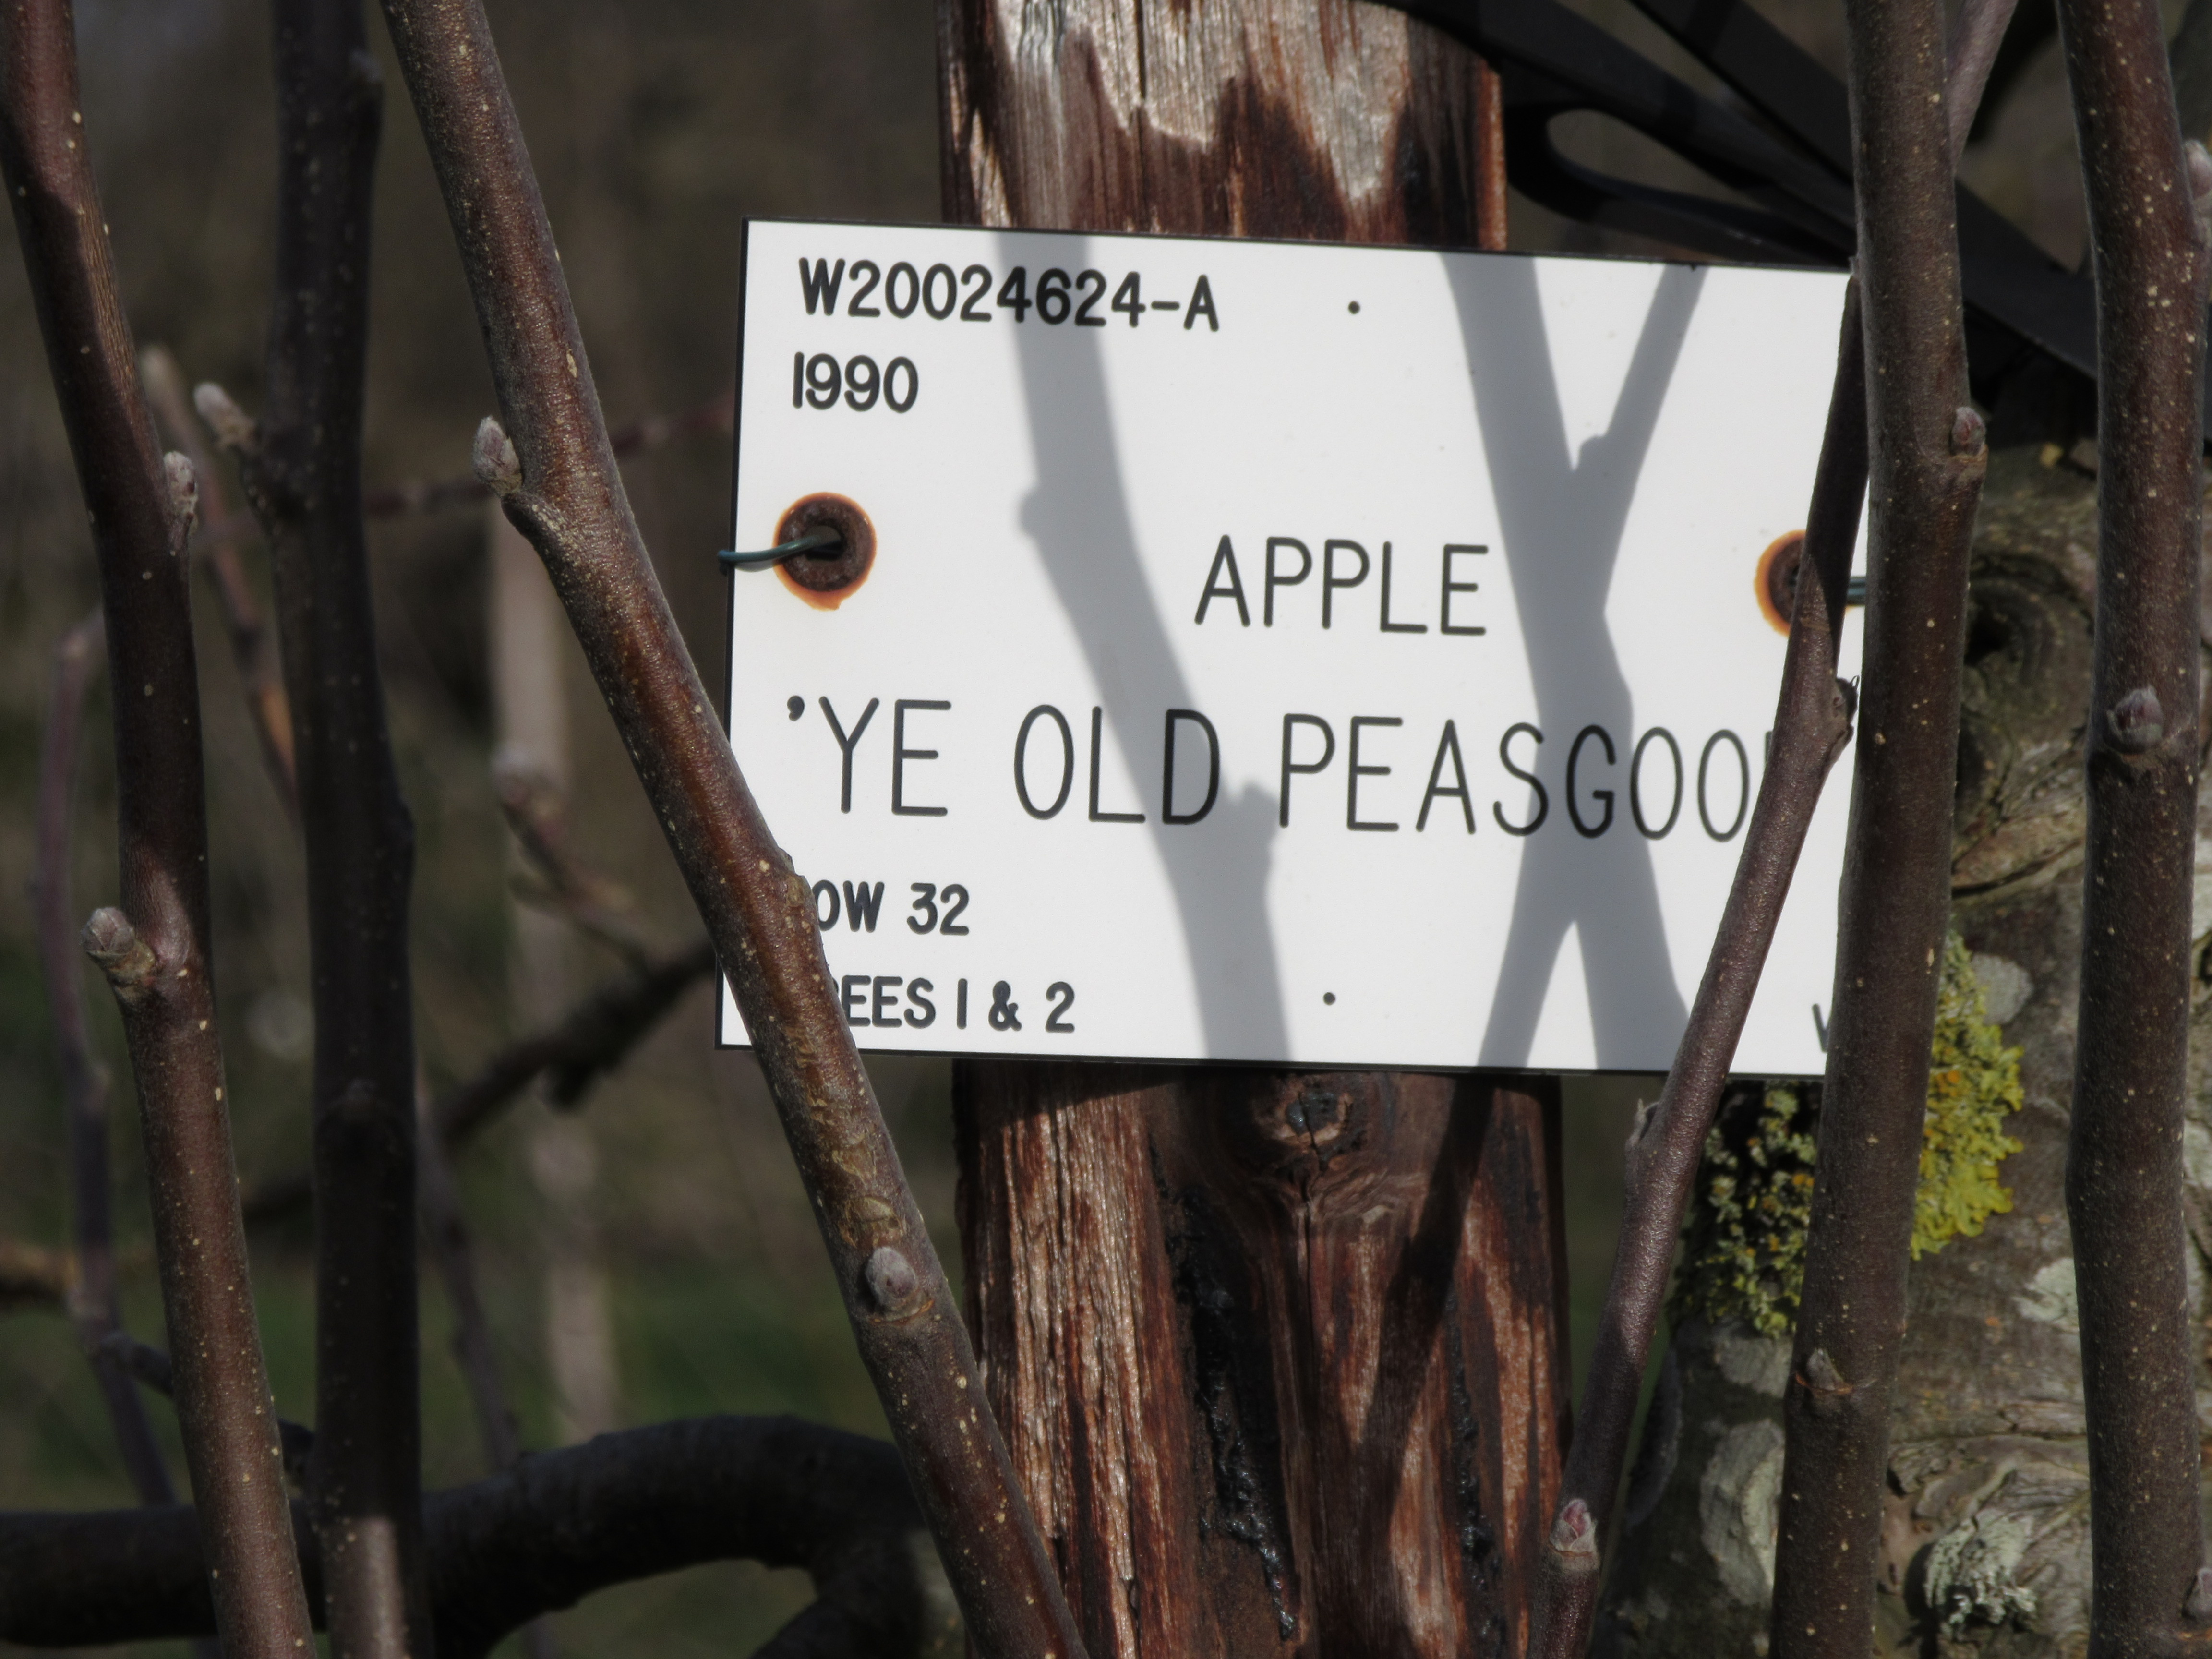 W20024624-A
1990
APPLE
'YE OLD PEASGOO
OW 32
EES 1 & 2